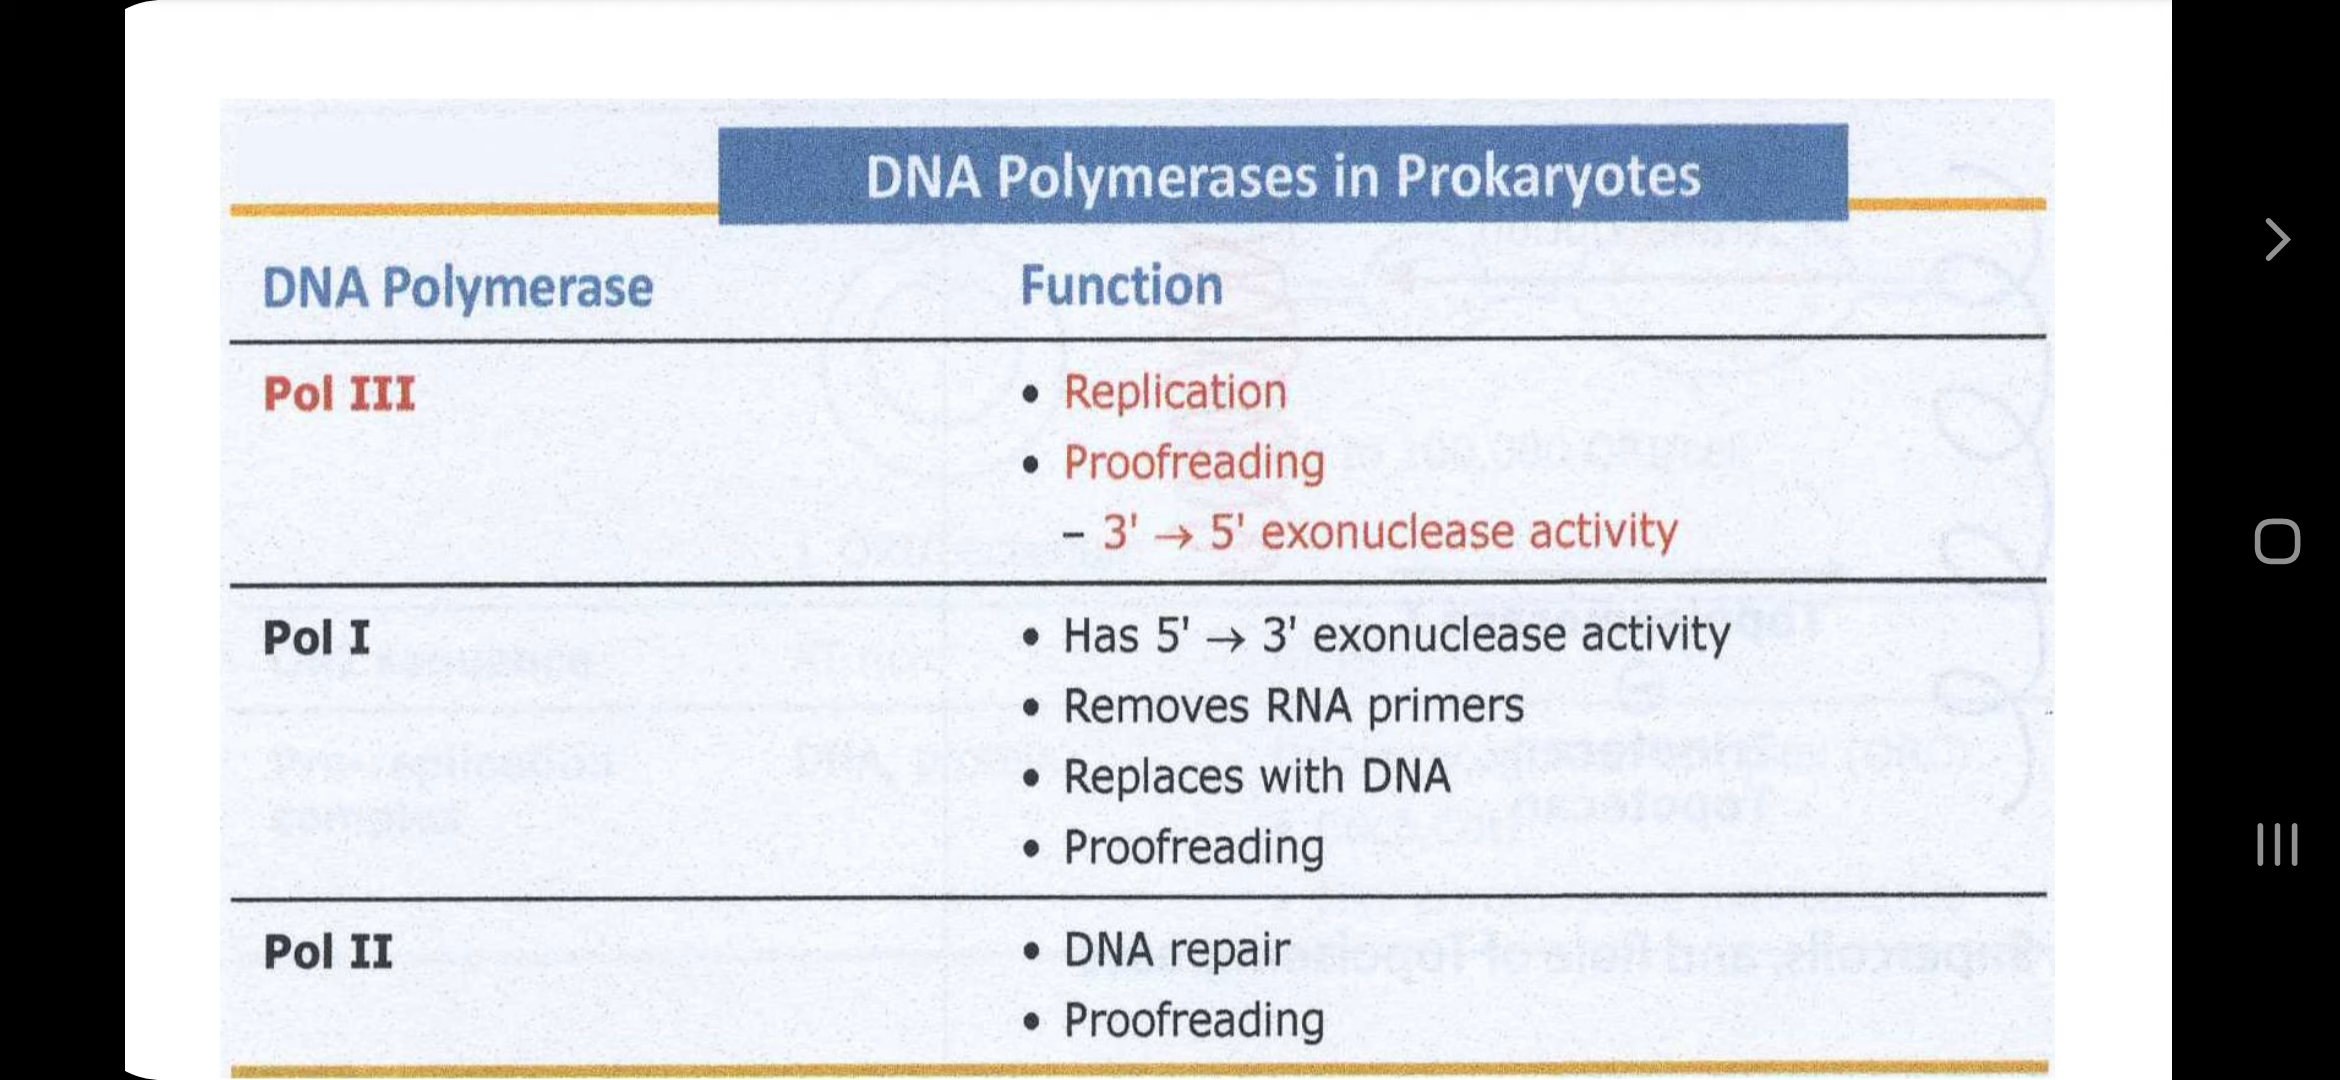 DNA Polymerases in Prokaryotes
DNA Polymerase Function
Pol III
• Replication
• Proofreading
– 3' → 5' exonuclease activity
Pol I
• Has 5' → 3' exonuclease activity
• Removes RNA primers
• Replaces with DNA
• Proofreading
Pol II
• DNA repair
• Proofreading